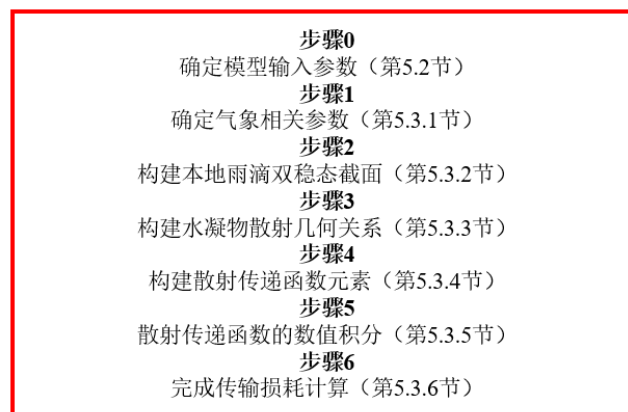 步骤0
确定模型输入参数（第5.2节）
步骤1
确定气象相关参数（第5.3.1节）
步骤2
构建本地雨滴双稳态截面（第5.3.2节）
步骤3
构建水凝物散射几何关系（第5.3.3节）
步骤4
构建散射传递函数元素（第5.3.4节）
步骤5
散射传递函数的数值积分（第5.3.5节）
步骤6
完成传输损耗计算（第5.3.6节）